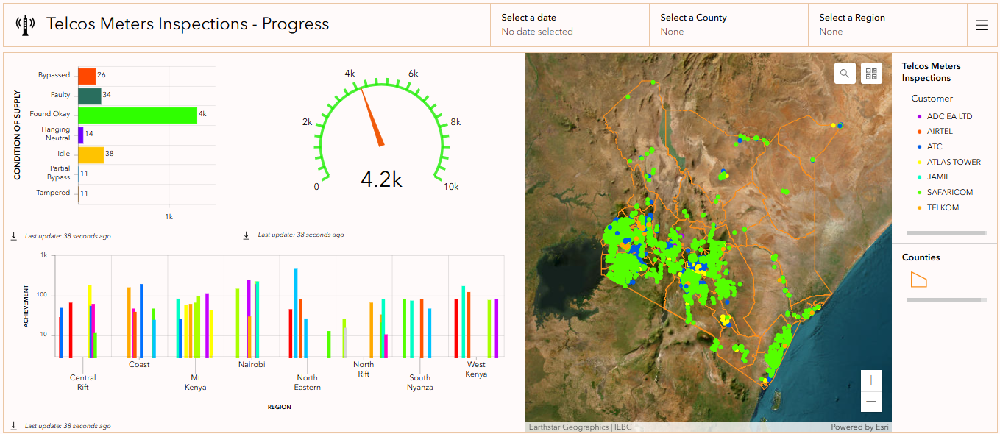 Telcos Meters Inspections - Progress
Select a date
No date selected
Select a County
None
Select a Region
None
CONDITION OF SUPPLY
Bypassed
26
Faulty
34
Found Okay
4k
Hanging
Neutral
14
Idle
38
Partial
Bypass
11
Tampered
11
1k
Last update: 38 seconds ago
0
2k
4k
6k
8k
10k
4.2k
Last update: 38 seconds ago
ACHIEVEMENT
1k
100
10
Central
Rift
Coast
Mt
Kenya
Nairobi
North
Eastern
North
Rift
South
Nyanza
West
Kenya
REGION
Last update: 38 seconds ago
Earthstar Geographics | IEBC
Powered by Esri
Telcos Meters
Inspections
Customer
ADC EA LTD
AIRTEL
ATC
ATLAS TOWER
JAMII
SAFARICOM
TELKOM
Counties